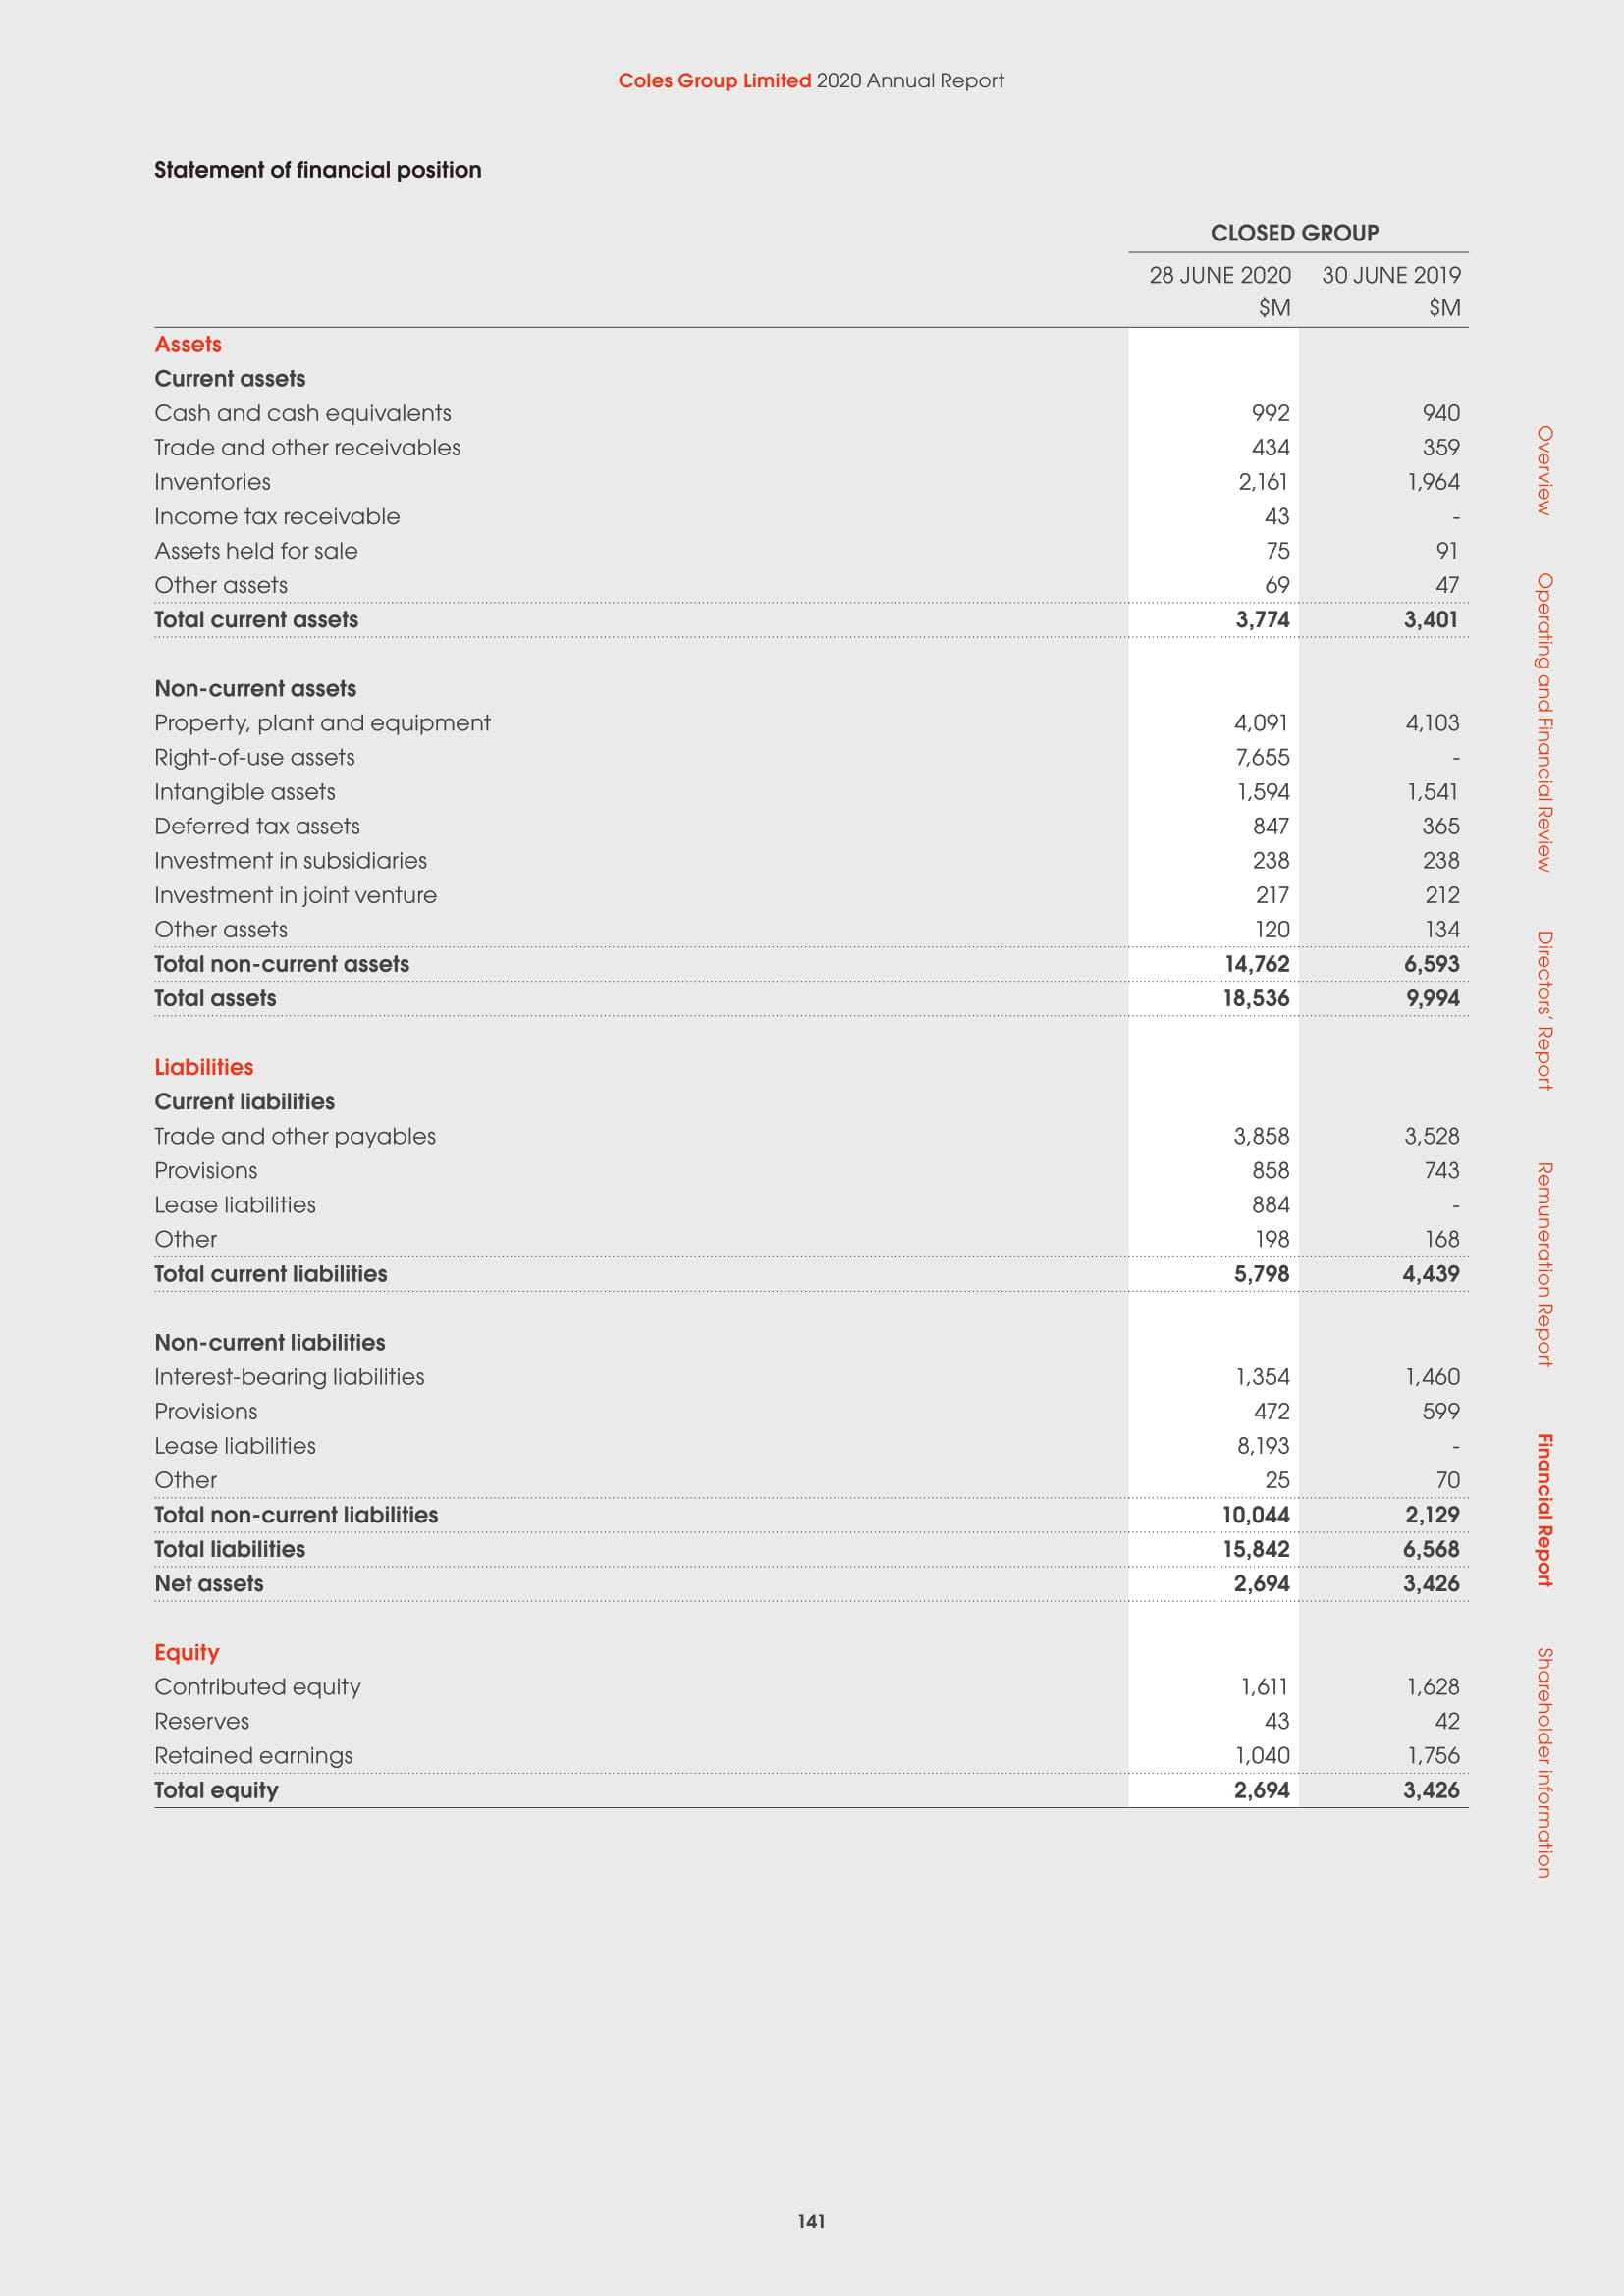 Coles Group Limited 2020 Annual Report
Statement of financial position
CLOSED GROUP
28 JUNE 2020 30 JUNE 2019
$M $M
Assets
Current assets
Cash and cash equivalents 992 940
Trade and other receivables 434 359
Inventories 2,161 1,964
Income tax receivable 43 -
Assets held for sale 75 91
Other assets 69 47
Total current assets 3,774 3,401
Non-current assets
Property, plant and equipment 4,091 4,103
Right-of-use assets 7,655 -
Intangible assets 1,594 1,541
Deferred tax assets 847 365
Investment in subsidiaries 238 238
Investment in joint venture 217 212
Other assets 120 134
Total non-current assets 14,762 6,593
Total assets 18,536 9,994
Liabilities
Current liabilities
Trade and other payables 3,858 3,528
Provisions 858 743
Lease liabilities 884 -
Other 198 168
Total current liabilities 5,798 4,439
Non-current liabilities
Interest-bearing liabilities 1,354 1,460
Provisions 472 599
Lease liabilities 8,193 -
Other 25 70
Total non-current liabilities 10,044 2,129
Total liabilities 15,842 6,568
Net assets 2,694 3,426
Equity
Contributed equity 1,611 1,628
Reserves 43 42
Retained earnings 1,040 1,756
Total equity 2,694 3,426
Overview
Operating and Financial Review
Directors’ Report
Remuneration Report
Financial Report
Shareholder information
141